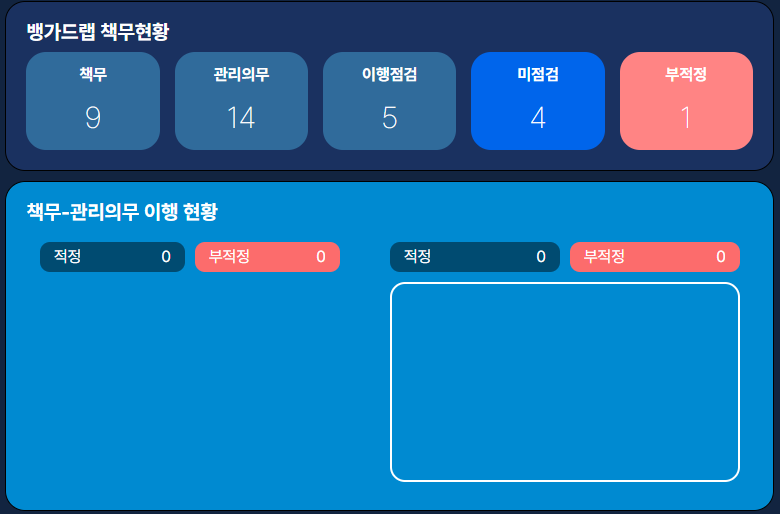 뱅가드랩 책무현황
책무 관리의무 이행점검 미점검 부적정
9 14 5 4 1
책무-관리의무 이행 현황
적정 0 부적정 0 적정 0 부적정 0